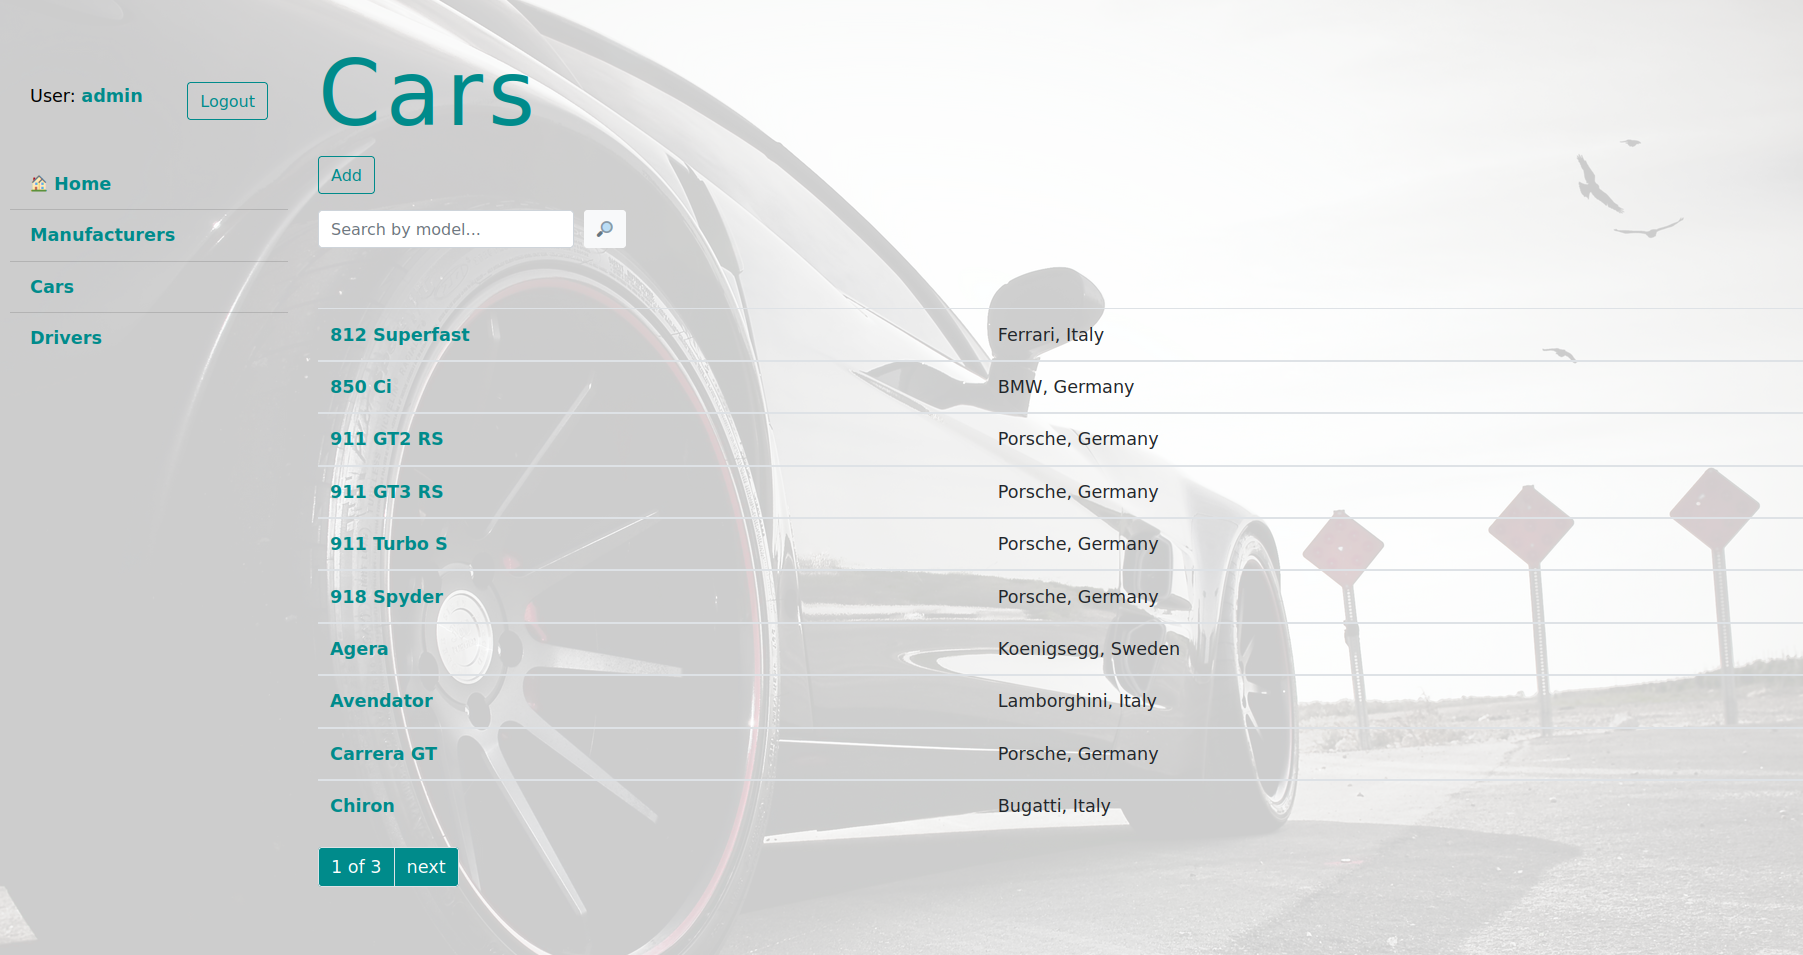 User: admin
Logout
Home
Manufacturers
Cars
Drivers
Cars
Add
Search by model...
812 Superfast Ferrari, Italy
850 Ci BMW, Germany
911 GT2 RS Porsche, Germany
911 GT3 RS Porsche, Germany
911 Turbo S Porsche, Germany
918 Spyder Porsche, Germany
Agera Koenigsegg, Sweden
Avendator Lamborghini, Italy
Carrera GT Porsche, Germany
Chiron Bugatti, Italy
1 of 3 next